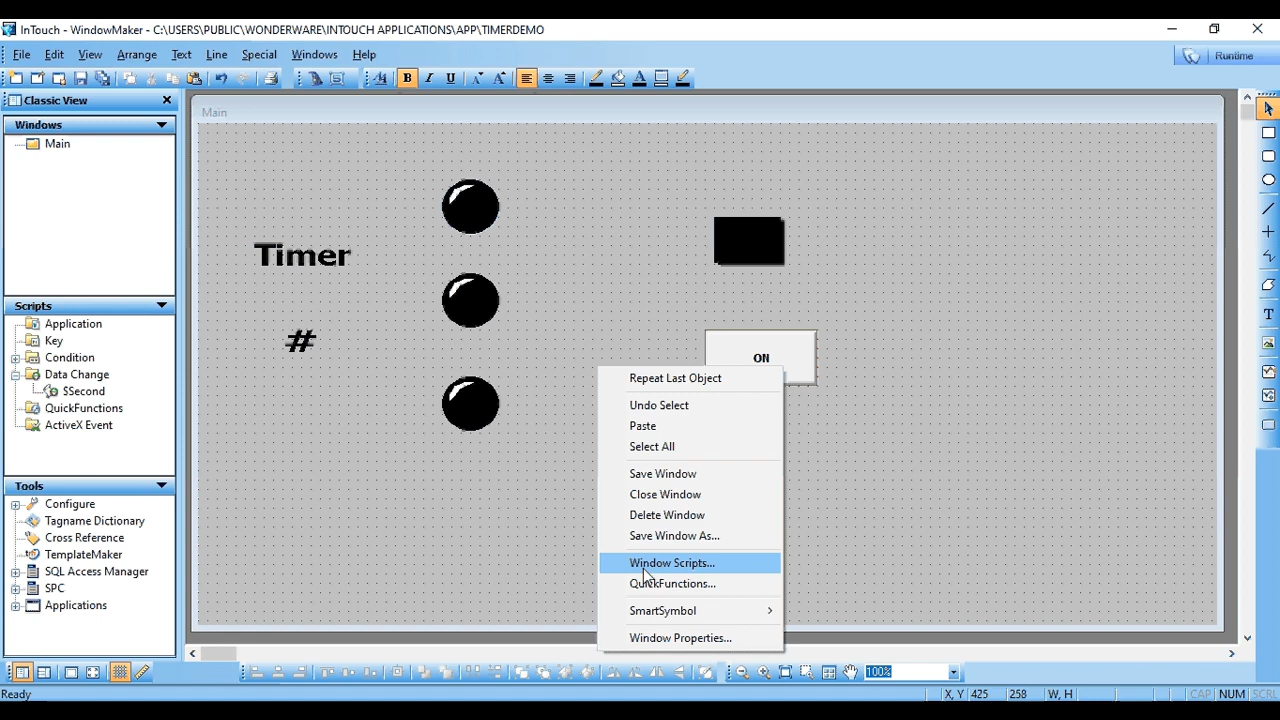 InTouch - WindowMaker - C:\USERS\PUBLIC\WONDERWARE\INTOUCH APPLICATIONS\APP\TIMERDEMO
File Edit View Arrange Text Line Special Windows Help
Runtime
Classic View
Windows
Main
Scripts
Application
Key
Condition
Data Change
$Second
QuickFunctions
ActiveX Event
Tools
Configure
Tagname Dictionary
Cross Reference
TemplateMaker
SQL Access Manager
SPC
Applications
Main
Timer
#
ON
Repeat Last Object
Undo Select
Paste
Select All
Save Window
Close Window
Delete Window
Save Window As...
Window Scripts...
QuickFunctions...
SmartSymbol
Window Properties...
100%
Ready
X, Y 425 258 W, H CAP NUM SCRL